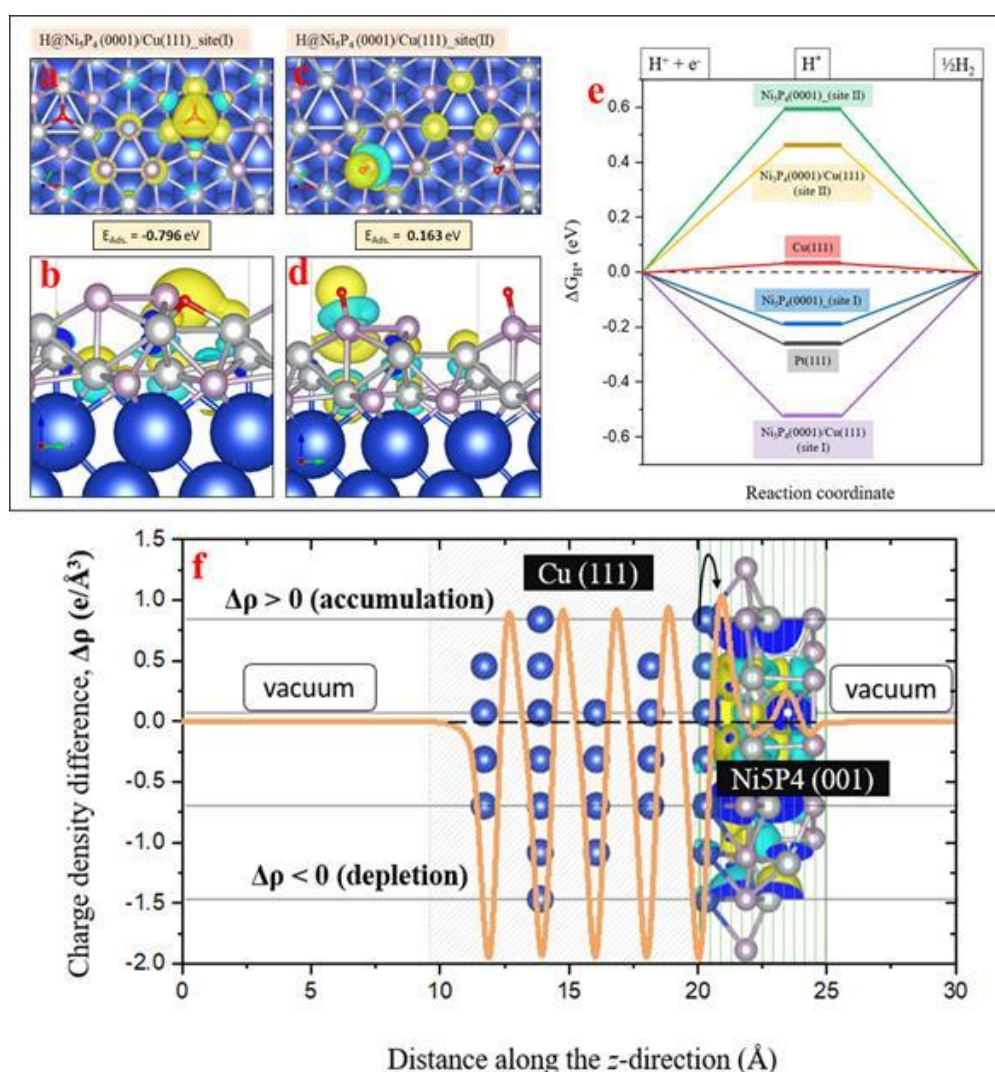 H@Ni₅P₄ (0001)/Cu(111)_site(I)
H@Ni₅P₄ (0001)/Cu(111)_site(II)
a
c
E_Ads. = -0.796 eV
E_Ads. = 0.163 eV
b
d
e
H⁺ + e⁻
H*
½H₂
0.6
0.4
0.2
0.0
-0.2
-0.4
-0.6
ΔG_H* (eV)
Ni₅P₄(0001)_(site II)
Ni₅P₄(0001)/Cu(111)
(site II)
Cu(111)
Ni₅P₄(0001)_(site I)
Pt(111)
Ni₅P₄(0001)/Cu(111)
(site I)
Reaction coordinate
f
Charge density difference, Δρ (e/Å³)
1.5
1.0
0.5
0.0
-0.5
-1.0
-1.5
-2.0
Cu (111)
Δρ > 0 (accumulation)
vacuum
vacuum
Ni5P4 (001)
Δρ < 0 (depletion)
0
5
10
15
20
25
30
Distance along the z-direction (Å)